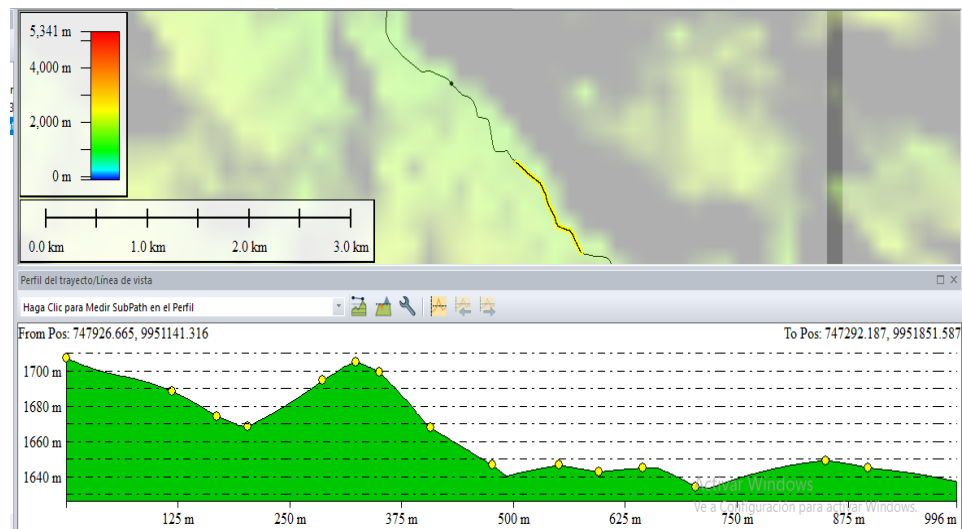 5,341 m
4,000 m
2,000 m
0 m
0.0 km 1.0 km 2.0 km 3.0 km
Perfil del trayecto/Línea de vista
Haga Clic para Medir SubPath en el Perfil
From Pos: 747926.665, 9951141.316 To Pos: 747292.187, 9951851.587
1700 m
1680 m
1660 m
1640 m
Activar Windows
Ve a Configuración para activar Windows.
125 m 250 m 375 m 500 m 625 m 750 m 875 m 996 m